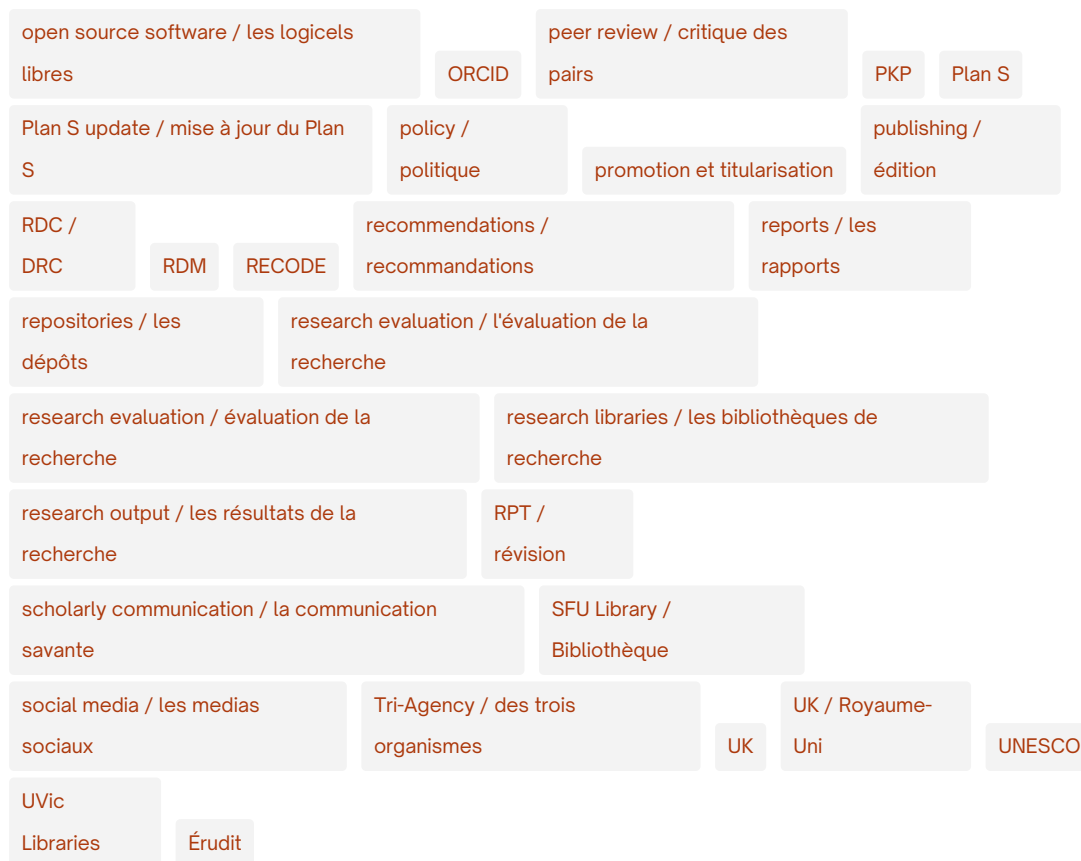 open source software / les logicels
libres
ORCID
peer review / critique des
pairs
PKP
Plan S
Plan S update / mise à jour du Plan
S
policy /
politique
promotion et titularisation
publishing /
édition
RDC /
DRC
RDM
RECODE
recommendations /
recommandations
reports / les
rapports
repositories / les
dépôts
research evaluation / l'évaluation de la
recherche
research evaluation / évaluation de la
recherche
research libraries / les bibliothèques de
recherche
research output / les résultats de la
recherche
RPT /
révision
scholarly communication / la communication
savante
SFU Library /
Bibliothèque
social media / les medias
sociaux
Tri-Agency / des trois
organismes
UK
UK / Royaume-
Uni
UNESCO
UVic
Libraries
Érudit